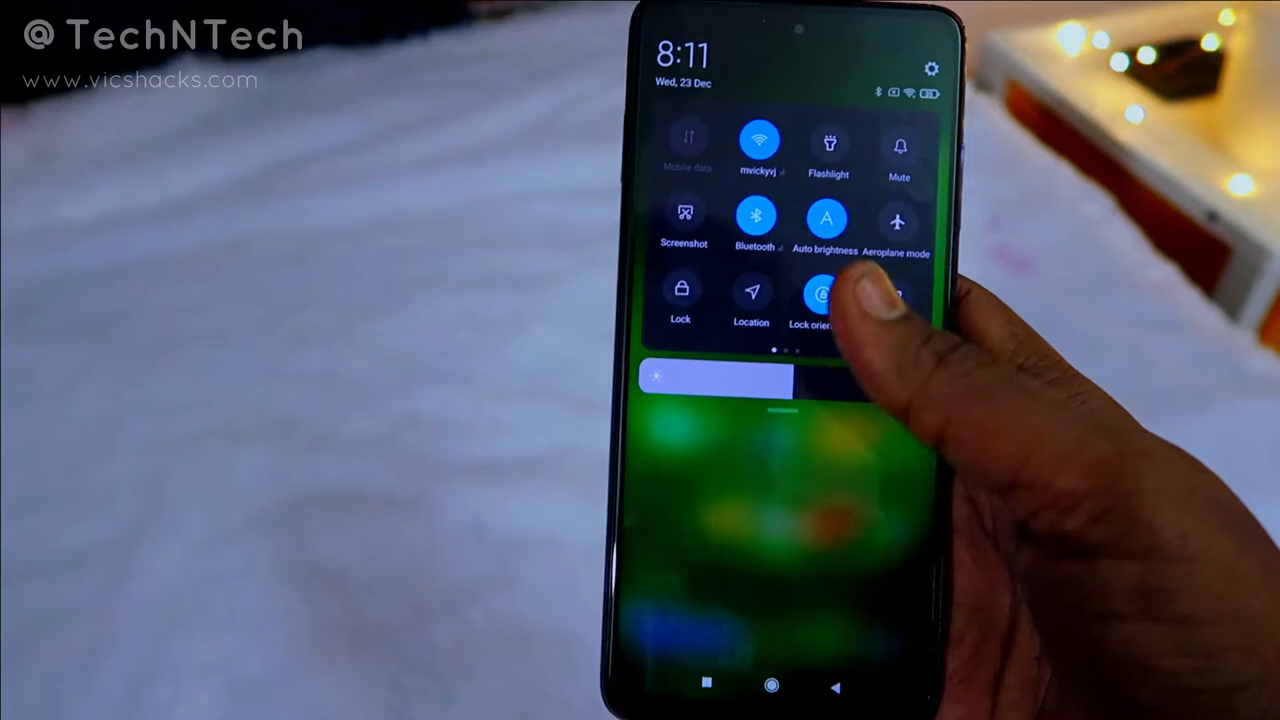 @ TechNTech
www.vicshacks.com
8:11
Wed, 23 Dec
Mobile data
mvickyvj
Flashlight
Mute
Screenshot
Bluetooth
Auto brightness
Aeroplane mode
Lock
Location
Lock